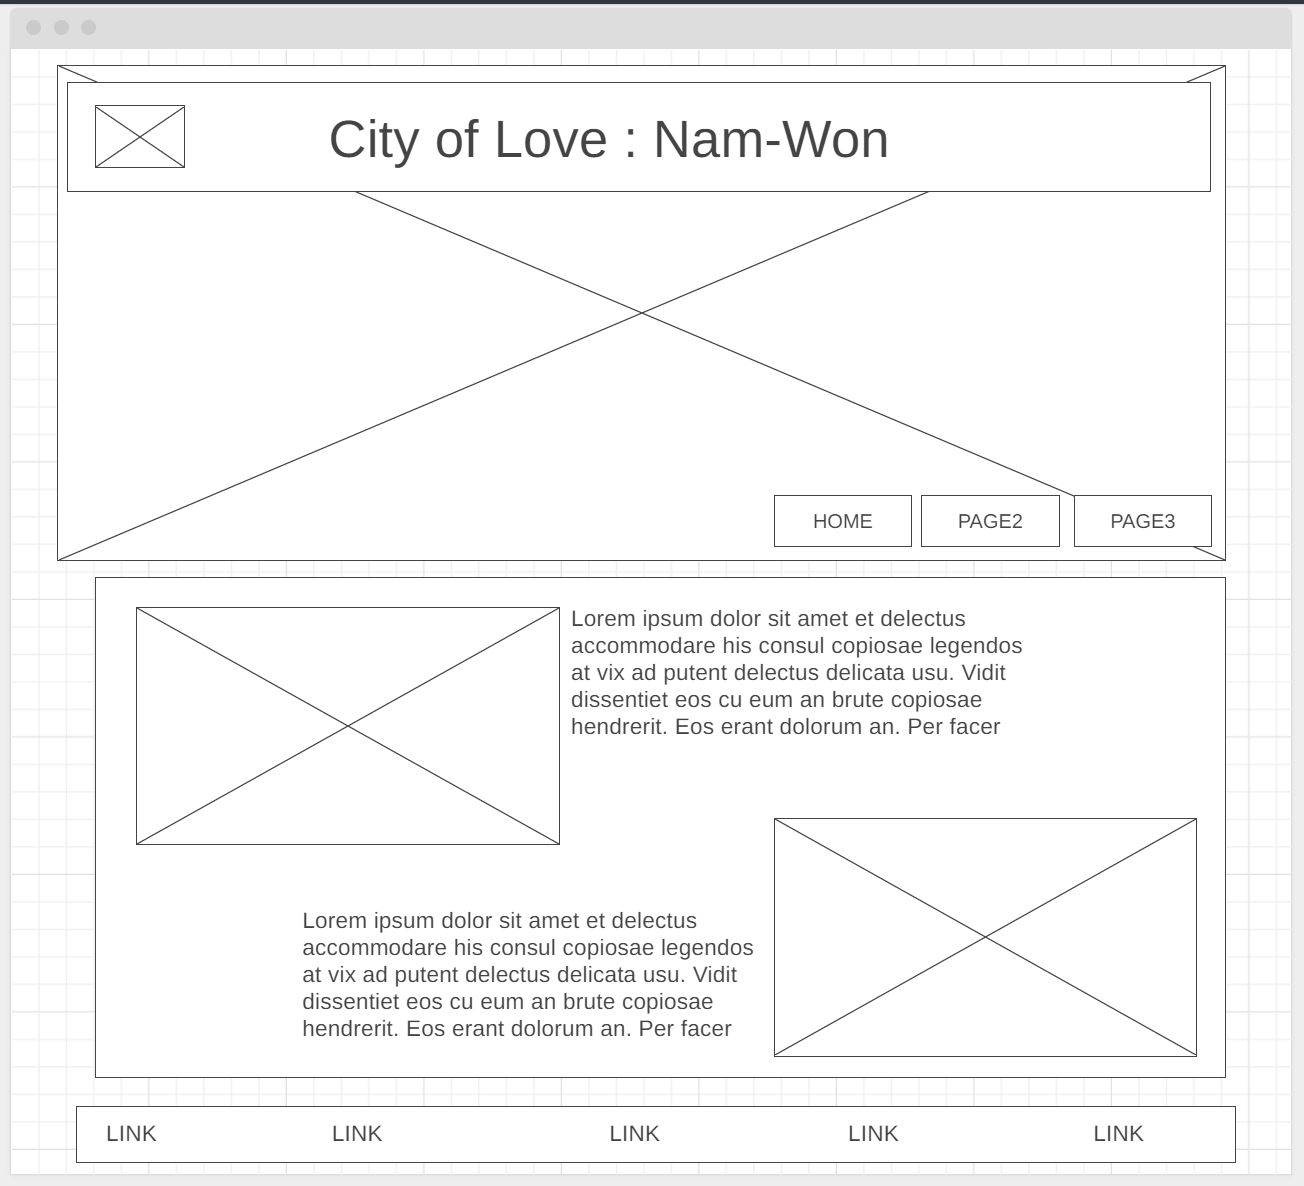 City of Love : Nam-Won
HOME
PAGE2
PAGE3
Lorem ipsum dolor sit amet et delectus
accommodare his consul copiosae legendos
at vix ad putent delectus delicata usu. Vidit
dissentiet eos cu eum an brute copiosae
hendrerit. Eos erant dolorum an. Per facer
Lorem ipsum dolor sit amet et delectus
accommodare his consul copiosae legendos
at vix ad putent delectus delicata usu. Vidit
dissentiet eos cu eum an brute copiosae
hendrerit. Eos erant dolorum an. Per facer
LINK
LINK
LINK
LINK
LINK